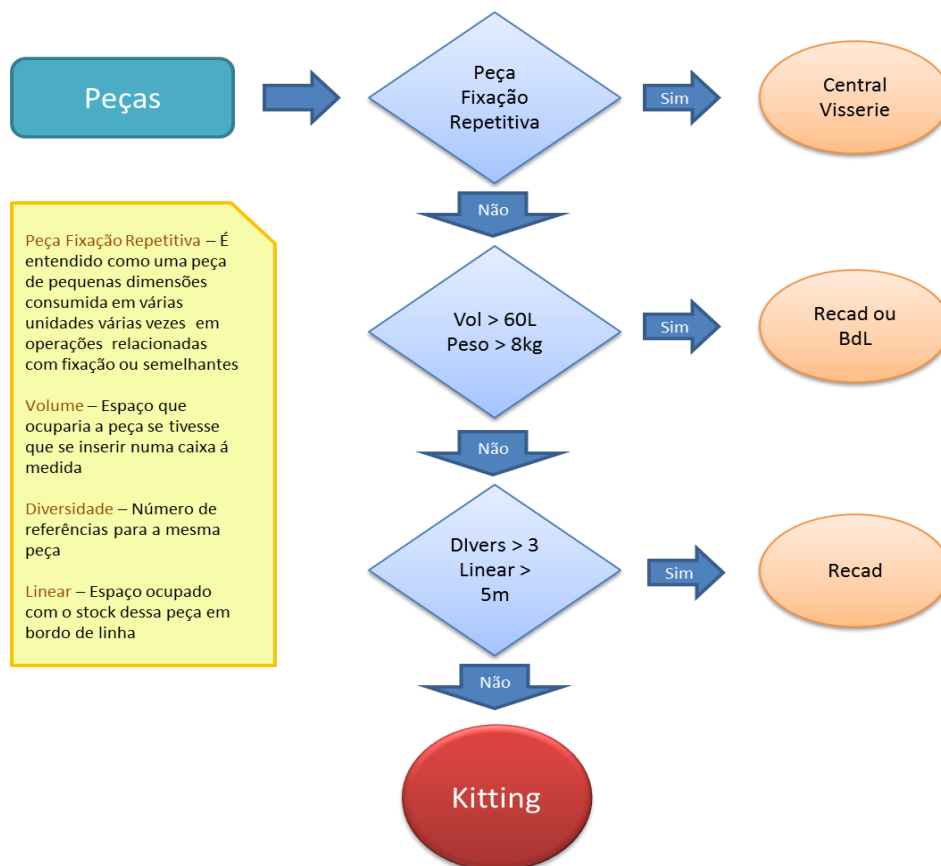 Peças
Peça
Fixação
Repetitiva
Sim
Central
Visserie
Não
Peça Fixação Repetitiva – É
entendido como uma peça
de pequenas dimensões
consumida em várias
unidades várias vezes em
operações relacionadas
com fixação ou semelhantes
Volume – Espaço que
ocuparia a peça se tivesse
que se inserir numa caixa á
medida
Diversidade – Número de
referências para a mesma
peça
Linear – Espaço ocupado
com o stock dessa peça em
bordo de linha
Vol > 60L
Peso > 8kg
Sim
Recad ou
BdL
Não
DIvers > 3
Linear >
5m
Sim
Recad
Não
Kitting